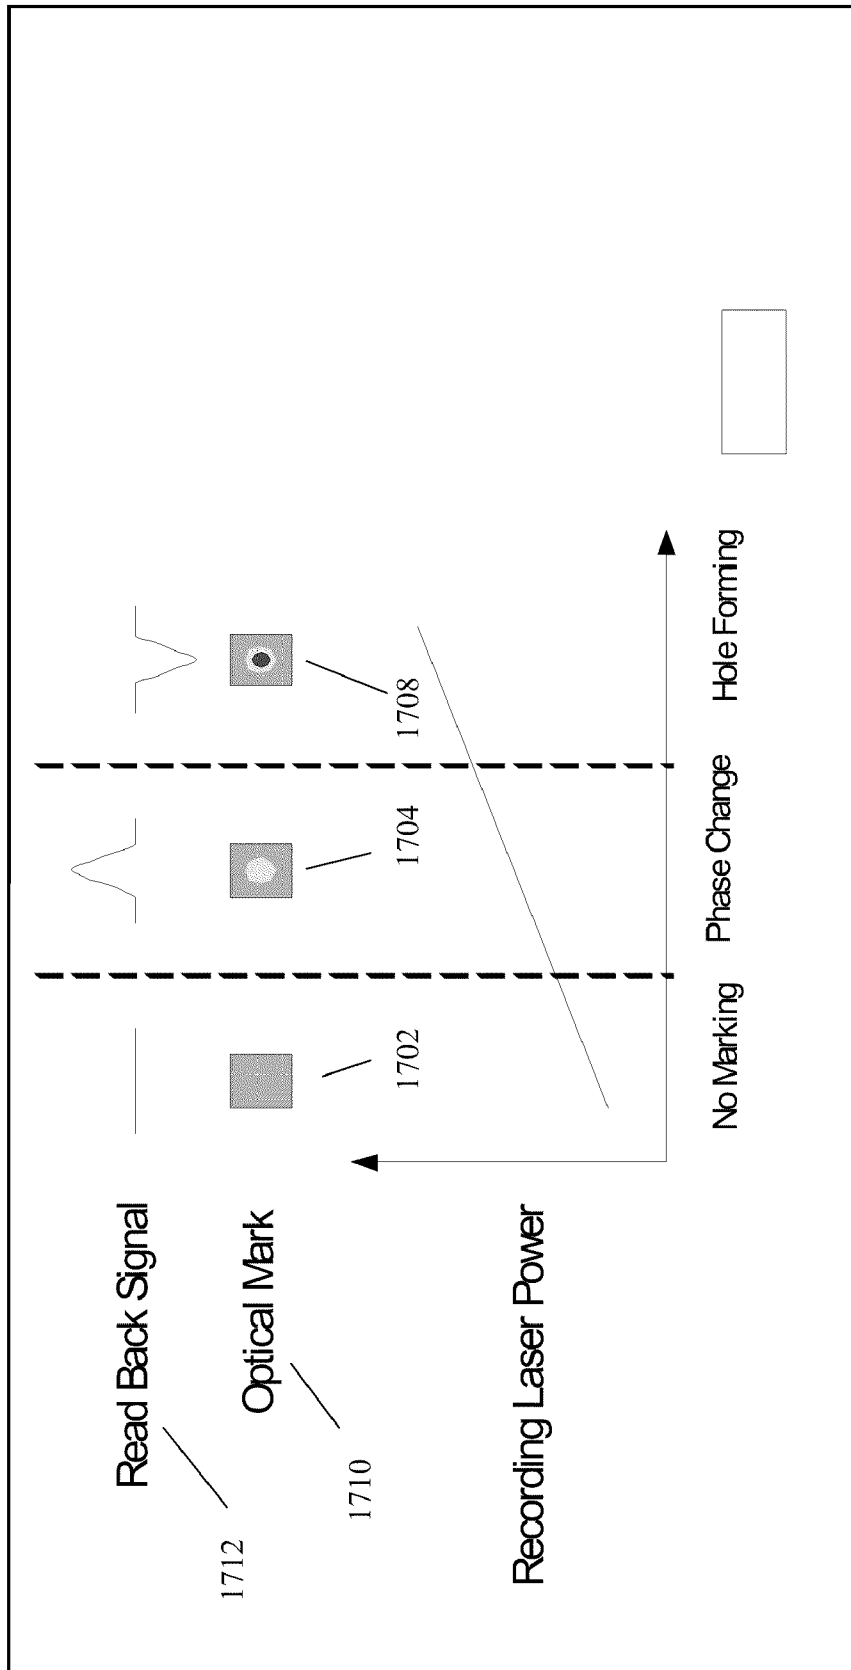 Read Back Signal
1712
Optical Mark
1710
1702
1704
1708
Recording Laser Power
No Marking
Phase Change
Hole Forming